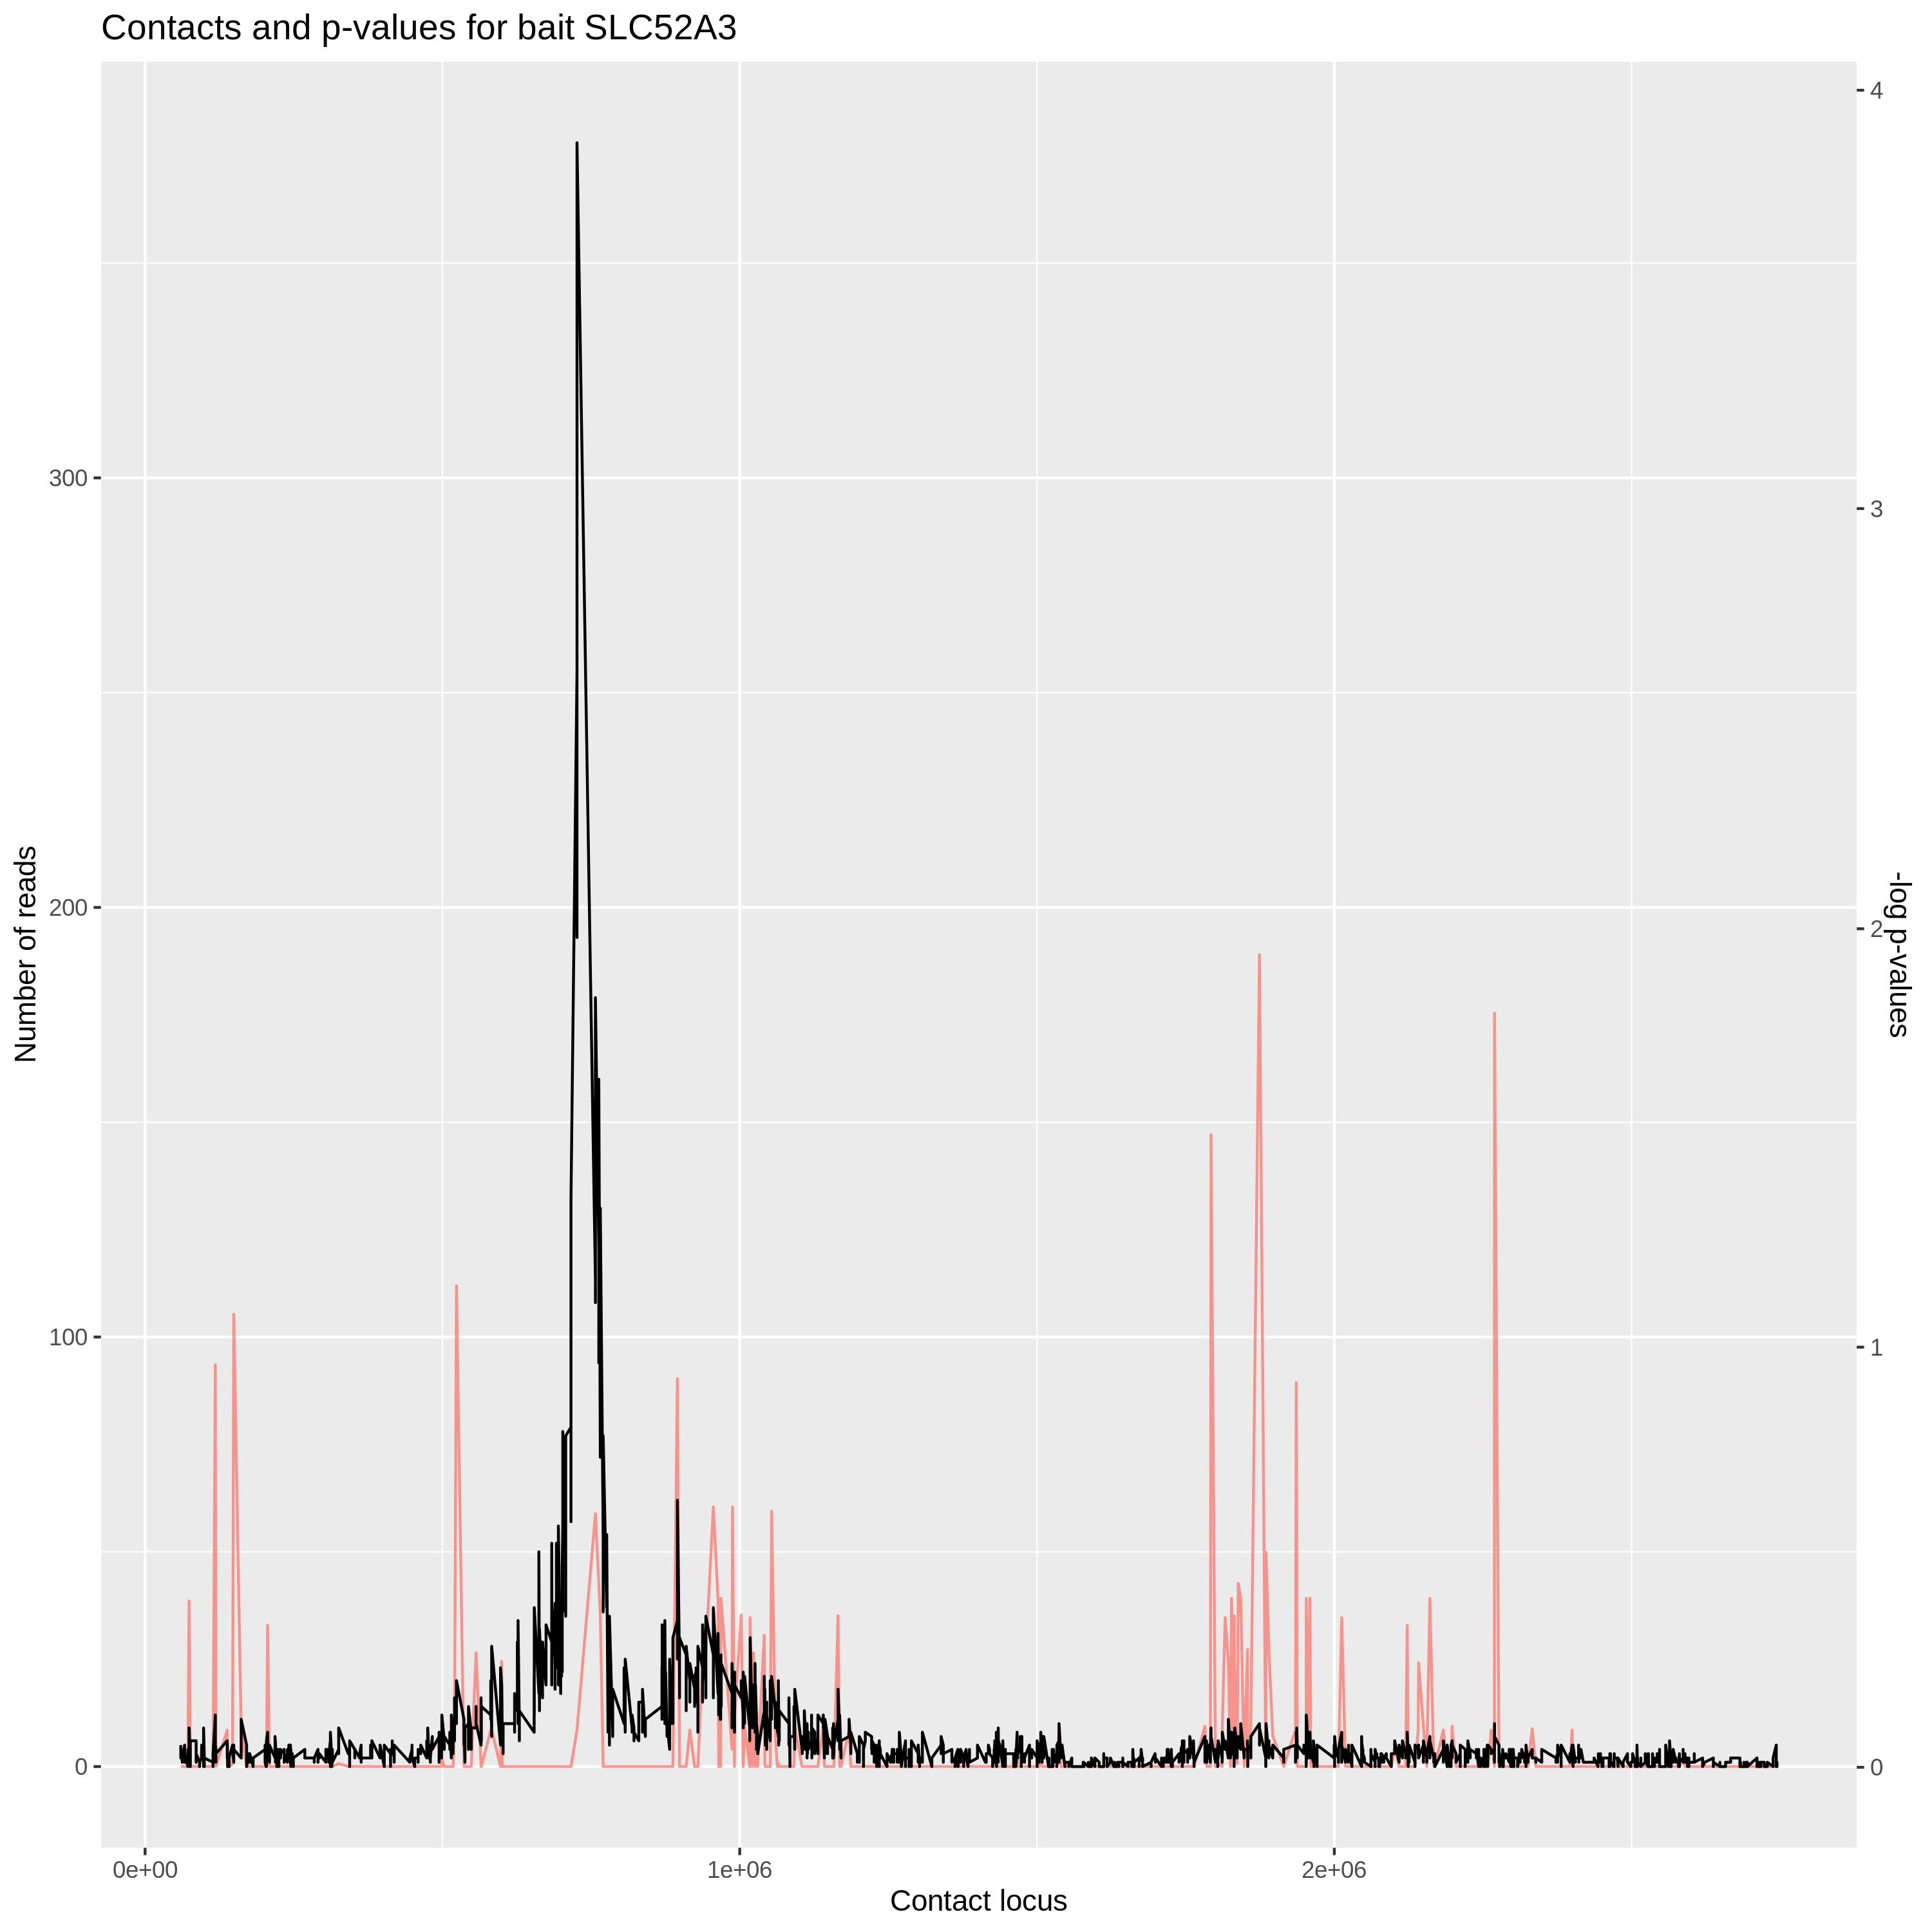 Contacts and p-values for bait SLC52A3
4
3
2
1
0
300
200
100
0
Number of reads
-log p-values
0e+00
1e+06
2e+06
Contact locus